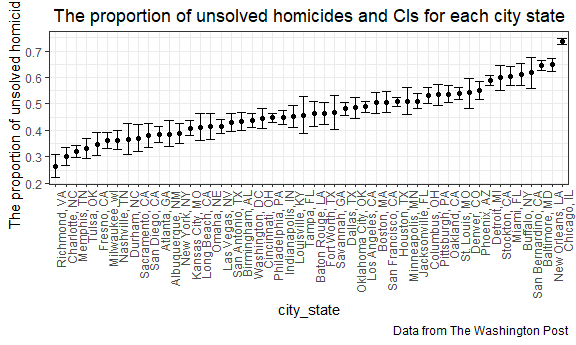 The proportion of unsolved homicides and CIs for each city state
The proportion of unsolved homicid
0.7
0.6
0.5
0.4
0.3
0.2
Richmond, VA
Charlotte, NC
Memphis, TN
Tulsa, OK
Fresno, CA
Milwaukee, wI
Nashville, TN
Durham, NC
Sacramento, CA
San Diego, CA
Atlanta, GA
Albuquerque, NM
New York, NY
Kansas City, MO
Long Beach, CA
Omaha, NE
Las Vegas, NV
San Antonio, TX
Birmingham, AL
Washington, DC
Cincinnati, OH
Philadelphia, PA
Indianapolis, IN
Louisville, KY
Tampa, FL
Baton Rouge, LA
Fort Worth, TX
Savannah, GA
Dallas, TX
Oklahoma City, OK
Los Angeles, CA
Boston, MA
San Francisco, CA
Houston, TX
Minneapolis, MN
Jacksonville, FL
Columbus, OH
Pittsburgh, PA
Oakland, CA
St. Louis, MO
Denver, CO
Phoenix, AZ
Detroit, MI
Stockton, CA
Miami, FL
Buffalo, NY
San Bernardino, CA
Baltimore, MD
New Orleans, LA
Chicago, IL
city_state
Data from The Washington Post